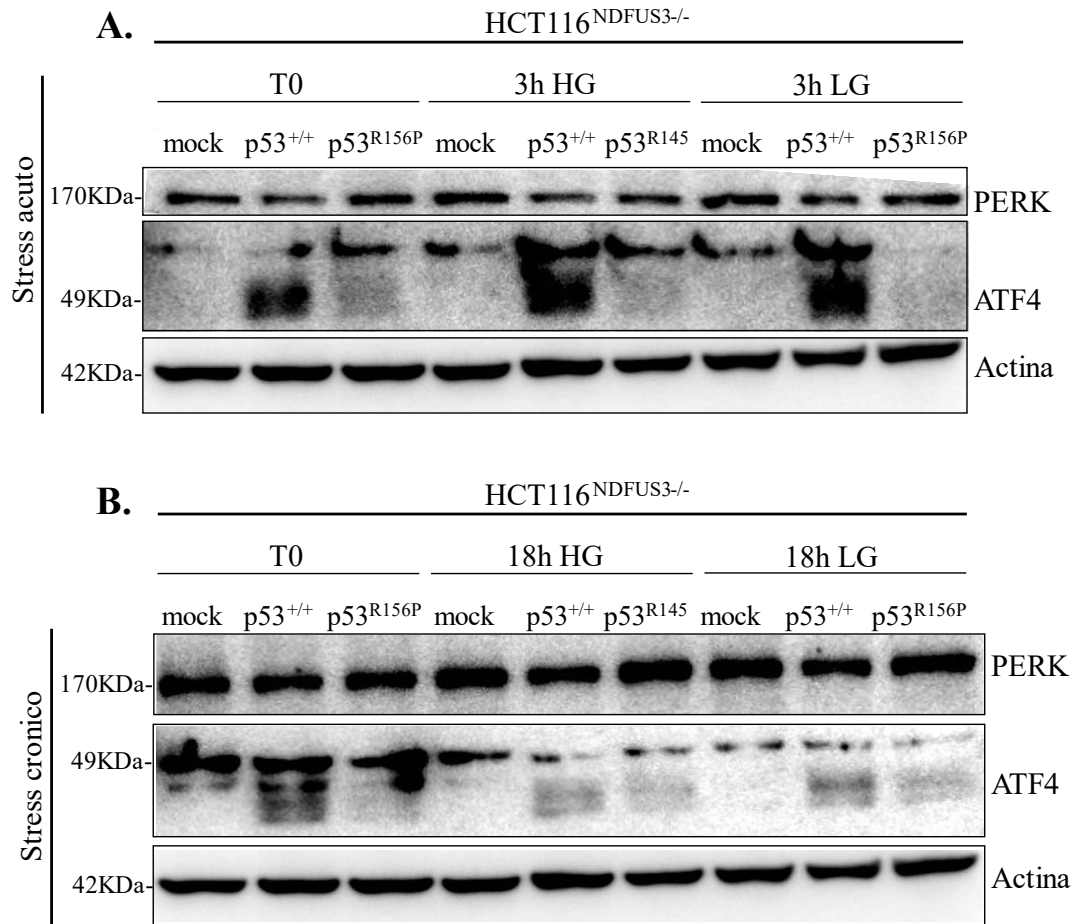 A.
HCT116NDFUS3-/-
T0 3h HG 3h LG
mock p53+/+ p53R156P mock p53+/+ p53R145 mock p53+/+ p53R156P
Stress acuto
170KDa- PERK
49KDa- ATF4
42KDa- Actina
B.
HCT116NDFUS3-/-
T0 18h HG 18h LG
mock p53+/+ p53R156P mock p53+/+ p53R145 mock p53+/+ p53R156P
Stress cronico
170KDa- PERK
49KDa- ATF4
42KDa- Actina